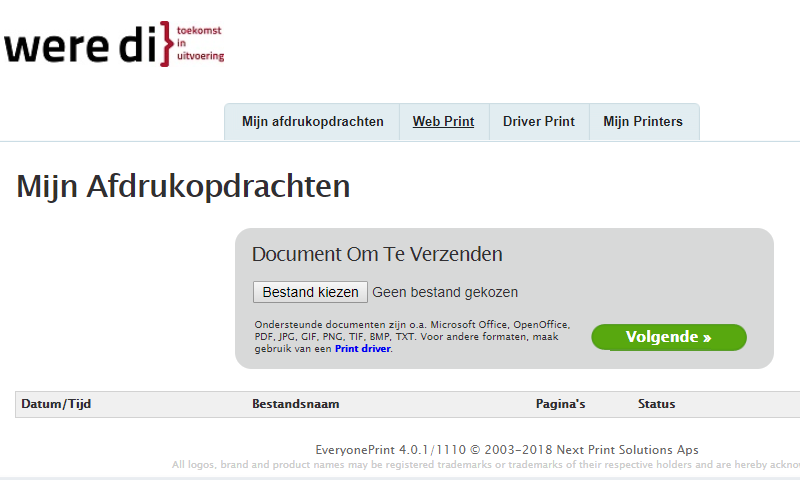 were di}
toekomst
in
uitvoering
Mijn afdrukopdrachten Web Print Driver Print Mijn Printers
Mijn Afdrukopdrachten
Document Om Te Verzenden
Bestand kiezen Geen bestand gekozen
Ondersteunde documenten zijn o.a. Microsoft Office, OpenOffice,
PDF, JPG, GIF, PNG, TIF, BMP, TXT. Voor andere formaten, maak
gebruik van een Print driver.
Volgende »
Datum/Tijd Bestandsnaam Pagina's Status
EveryonePrint 4.0.1/1110 © 2003-2018 Next Print Solutions Aps
All logos, brand and product names may be registered trademarks or trademarks of their respective holders and are hereby acknow